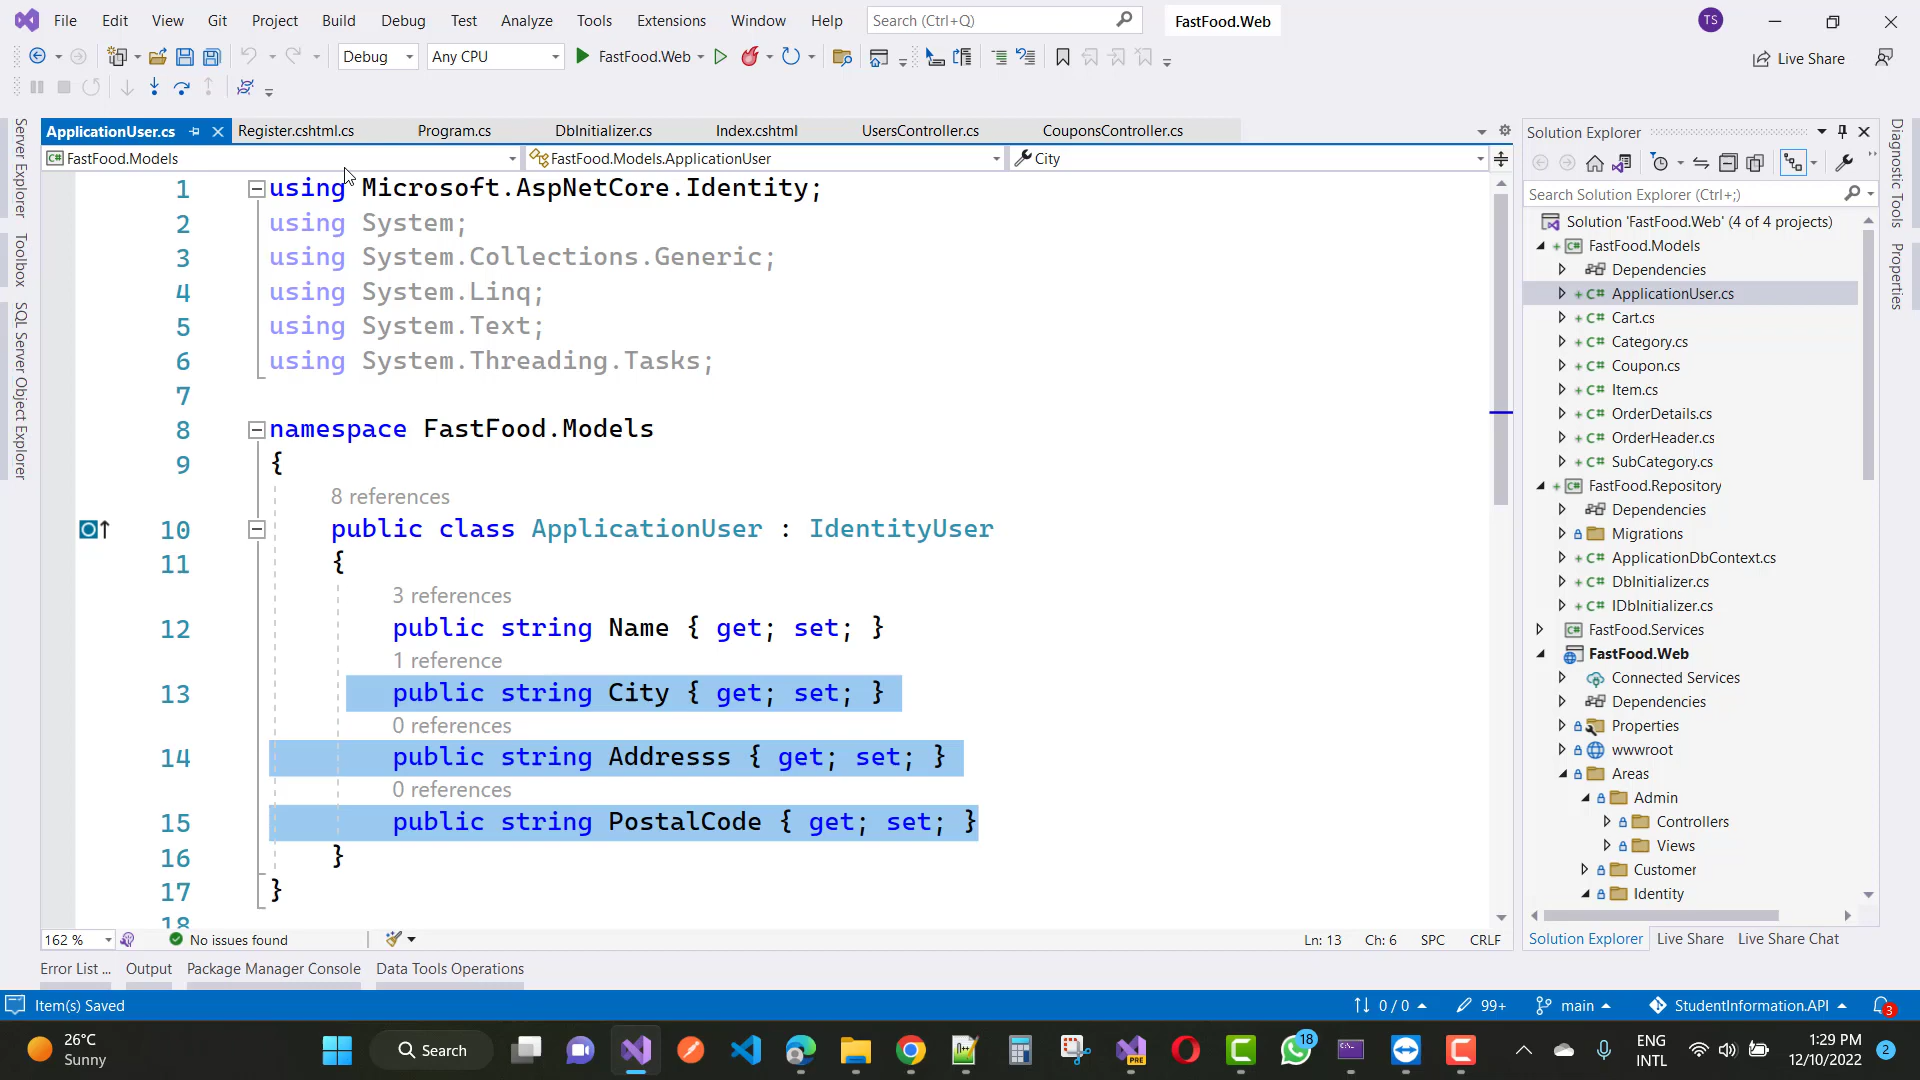 File Edit View Git Project Build Debug Test Analyze Tools Extensions Window Help Search (Ctrl+Q) FastFood.Web TS
Debug Any CPU FastFood.Web Live Share
ApplicationUser.cs Register.cshtml.cs Program.cs DbInitializer.cs Index.cshtml UsersController.cs CouponsController.cs
FastFood.Models FastFood.Models.ApplicationUser City
1 using Microsoft.AspNetCore.Identity;
2 using System;
3 using System.Collections.Generic;
4 using System.Linq;
5 using System.Text;
6 using System.Threading.Tasks;
7
8 namespace FastFood.Models
9 {
8 references
10 public class ApplicationUser : IdentityUser
11 {
3 references
12 public string Name { get; set; }
1 reference
13 public string City { get; set; }
0 references
14 public string Addresss { get; set; }
0 references
15 public string PostalCode { get; set; }
16 }
17 }
18
162 % No issues found Ln: 13 Ch: 6 SPC CRLF
Error List ... Output Package Manager Console Data Tools Operations
Item(s) Saved 0 / 0 99+ main StudentInformation.API 3
Server Explorer
Toolbox
SQL Server Object Explorer
Solution Explorer
Search Solution Explorer (Ctrl+;)
Solution 'FastFood.Web' (4 of 4 projects)
FastFood.Models
Dependencies
ApplicationUser.cs
Cart.cs
Category.cs
Coupon.cs
Item.cs
OrderDetails.cs
OrderHeader.cs
SubCategory.cs
FastFood.Repository
Dependencies
Migrations
ApplicationDbContext.cs
DbInitializer.cs
IDbInitializer.cs
FastFood.Services
FastFood.Web
Connected Services
Dependencies
Properties
wwwroot
Areas
Admin
Controllers
Views
Customer
Identity
Solution Explorer Live Share Live Share Chat
Diagnostic Tools
Properties
26°C
Sunny
Search
PRE
18
ENG
INTL
1:29 PM
12/10/2022
2